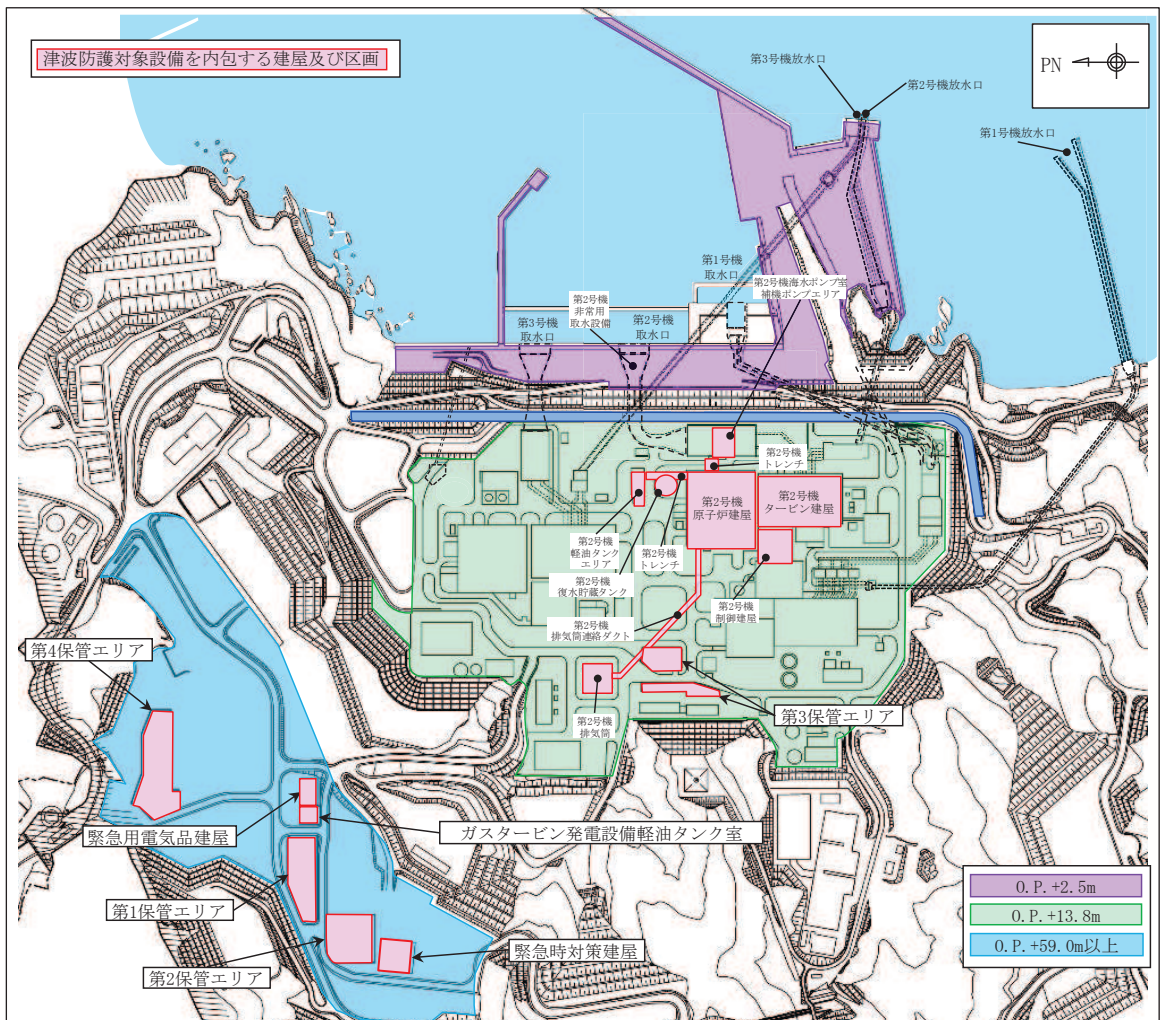 津波防護対象設備を内包する建屋及び区画
PN
第3号機放水口
第2号機放水口
第1号機放水口
第1号機
取水口
第2号機海水ポンプ室
補機ポンプエリア
第2号機
非常用
取水設備
第3号機
取水口
第2号機
取水口
第2号機
トレンチ
第2号機
原子炉建屋
第2号機
タービン建屋
第2号機
軽油タンク
エリア
第2号機
トレンチ
第2号機
復水貯蔵タンク
第2号機
制御建屋
第2号機
排気筒連絡ダクト
第4保管エリア
第3保管エリア
第2号機
排気筒
緊急用電気品建屋
ガスタービン発電設備軽油タンク室
第1保管エリア
第2保管エリア
緊急時対策建屋
O.P.+2.5m
O.P.+13.8m
O.P.+59.0m以上